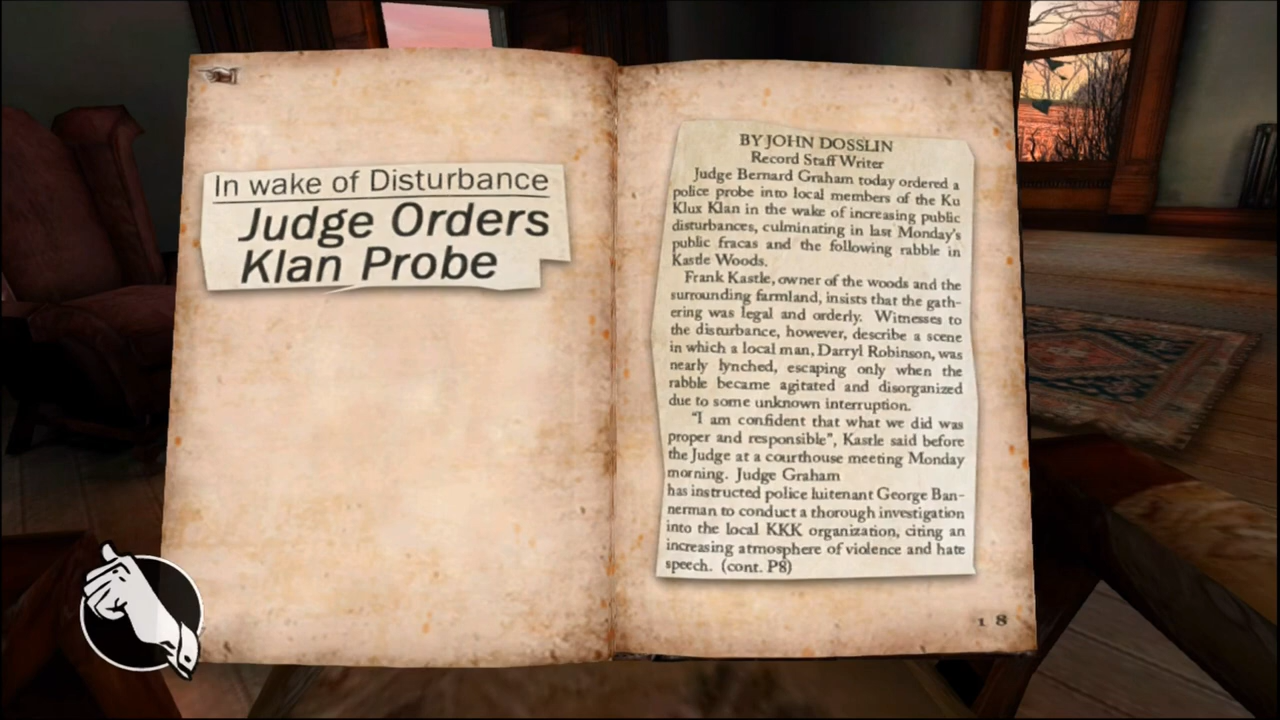 In wake of Disturbance
Judge Orders
Klan Probe
BY JOHN DOSSLIN
Record Staff Writer
Judge Bernard Graham today ordered a
police probe into local members of the Ku
Klux Klan in the wake of increasing public
disturbances, culminating in last Monday's
public fracas and the following rabble in
Kastle Woods.
Frank Kastle, owner of the woods and the
surrounding farmland, insists that the gath-
ering was legal and orderly. Witnesses to
the disturbance, however, describe a scene
in which a local man, Darryl Robinson, was
nearly lynched, escaping only when the
rabble became agitated and disorganized
due to some unknown interruption.
"I am confident that what we did was
proper and responsible", Kastle said before
the Judge at a courthouse meeting Monday
morning. Judge Graham
has instructed police luitenant George Ban-
nerman to conduct a thorough investigation
into the local KKK organization, citing an
increasing atmosphere of violence and hate
speech. (cont. P8)
1 8